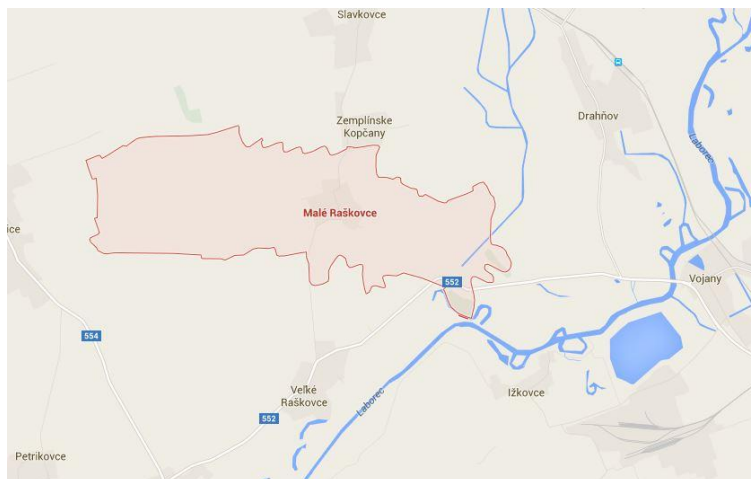 Slavkovce
Drahňov
Zemplínske
Kopčany
Laborec
Malé Raškovce
ice
552
Vojany
554
Veľké
Raškovce
Ižkovce
Laborec
552
Petrikovce